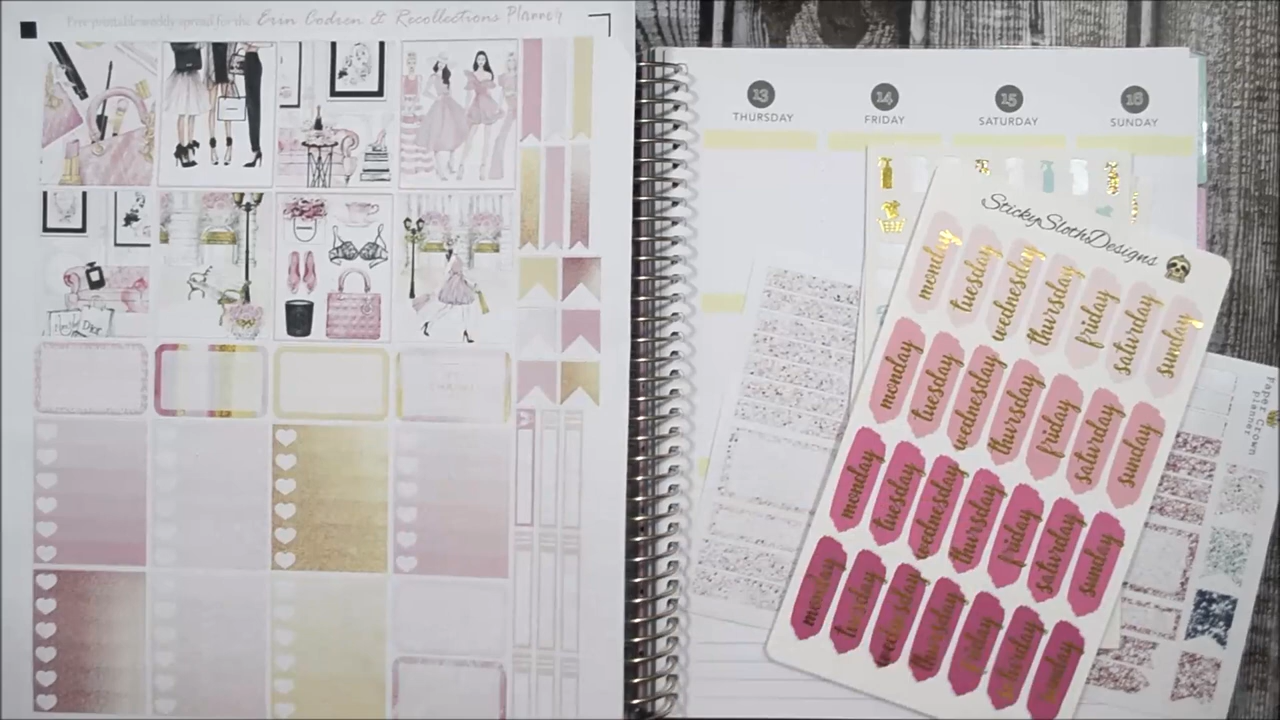 Free printable weekly spread for the Erin Codren & Recollections Planner
13
THURSDAY
14
FRIDAY
15
SATURDAY
16
SUNDAY
StickySlothDesigns
monday tuesday wednesday thursday friday saturday sunday
monday tuesday wednesday thursday friday saturday sunday
monday tuesday wednesday thursday friday saturday sunday
monday tuesday wednesday thursday friday saturday sunday
Paper Crown
planner